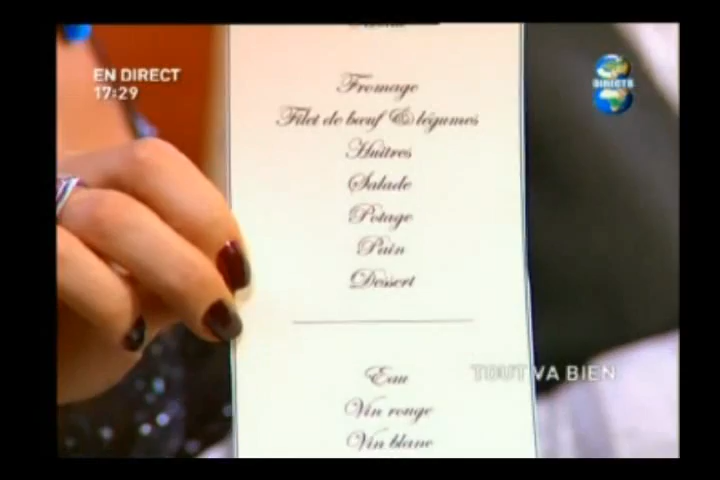 EN DIRECT
17:29
DIRECT8
Fromage
Filet de bœuf & légumes
Huîtres
Salade
Potage
Pain
Dessert
Eau
Vin rouge
Vin blanc
TOUT VA BIEN